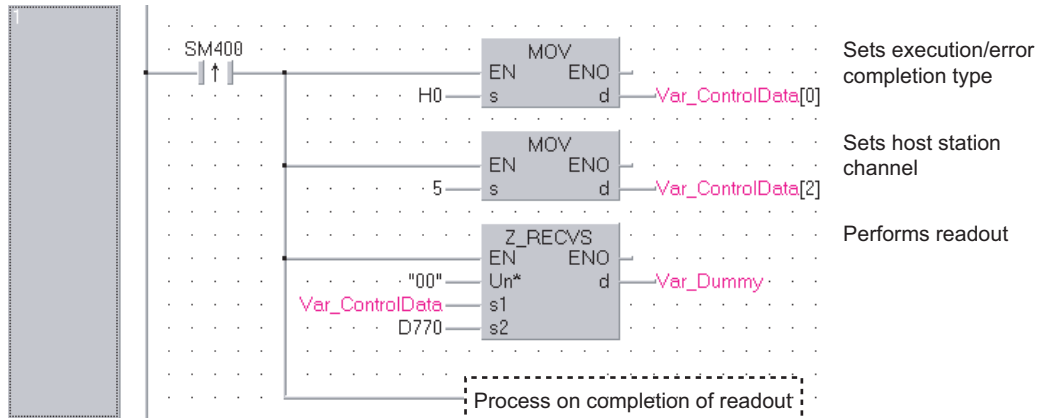 1
SM400
MOV
EN ENO
H0 s d Var_ControlData[0]
Sets execution/error
completion type
MOV
EN ENO
5 s d Var_ControlData[2]
Sets host station
channel
Z_RECVS
EN ENO
"00" Un* d Var_Dummy
Var_ControlData s1
D770 s2
Performs readout
Process on completion of readout